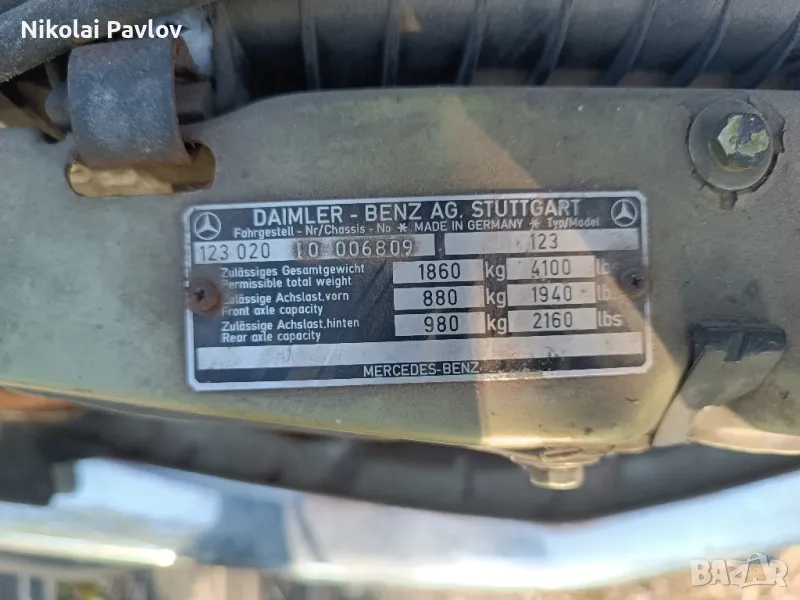 Nikolai Pavlov
DAIMLER - BENZ AG. STUTTGART
Fahrgestell - Nr/Chassis - No * MADE IN GERMANY * Typ/Model
123 020 10 006809 123
Zulässiges Gesamtgewicht
Permissible total weight
1860 kg 4100 lb
Zulässige Achslast.vorn
Front axle capacity
880 kg 1940 lb
Zulässige Achslast.hinten
Rear axle capacity
980 kg 2160 lbs
MERCEDES-BENZ
BAZAR